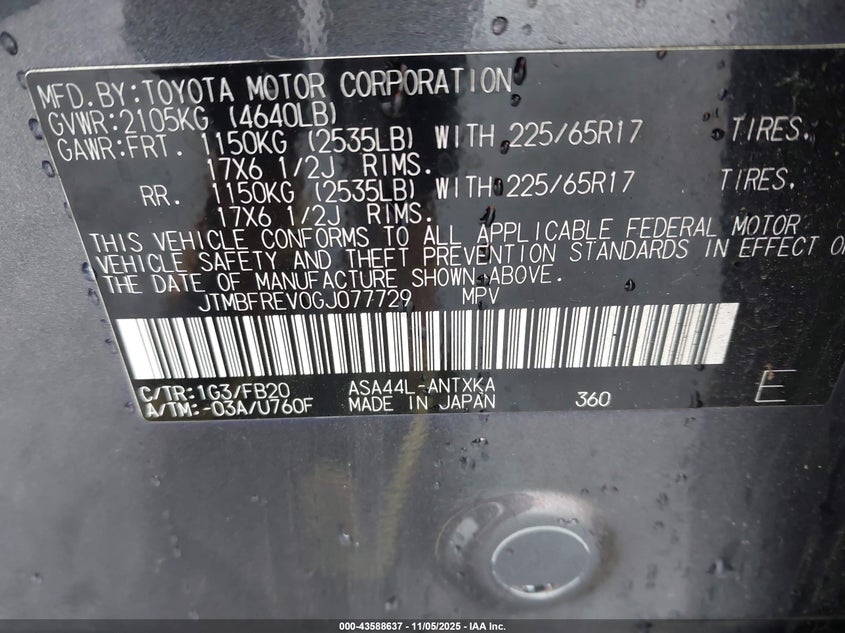 MFD.BY:TOYOTA MOTOR CORPORATION
GVWR:2105KG (4640LB)
GAWR:FRT. 1150KG (2535LB) WITH 225/65R17 TIRES.
17X6 1/2J RIMS.
RR. 1150KG (2535LB) WITH 225/65R17 TIRES.
17X6 1/2J RIMS.
THIS VEHICLE CONFORMS TO ALL APPLICABLE FEDERAL MOTOR
VEHICLE SAFETY AND THEFT PREVENTION STANDARDS IN EFFECT O
THE DATE OF MANUFACTURE SHOWN ABOVE.
JTMBFREV0GJ077729 MPV
C/TR:1G3/FB20 ASA44L-ANTXKA
A/TM:-03A/U760F MADE IN JAPAN 360 E
000-43588637 - 11/05/2025 - IAA Inc.